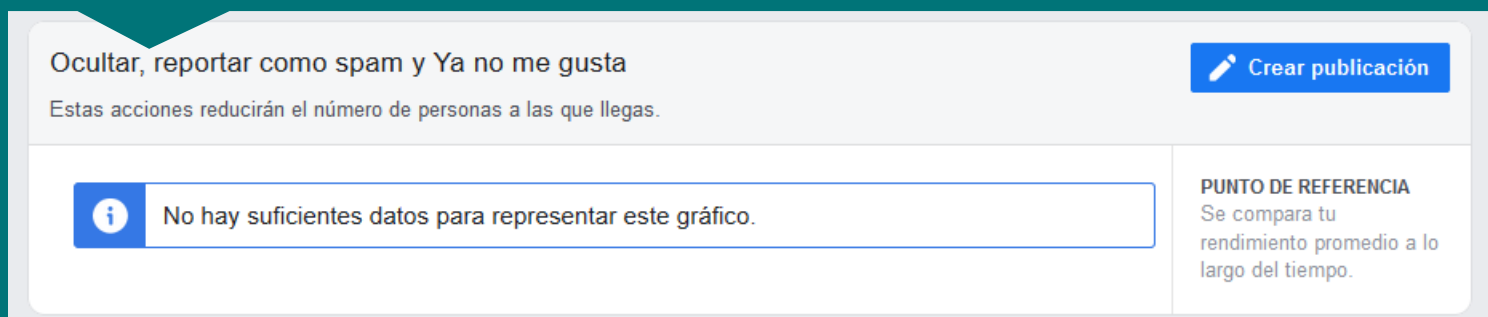 Ocultar, reportar como spam y Ya no me gusta
Estas acciones reducirán el número de personas a las que llegas.
Crear publicación
No hay suficientes datos para representar este gráfico.
PUNTO DE REFERENCIA
Se compara tu
rendimiento promedio a lo
largo del tiempo.